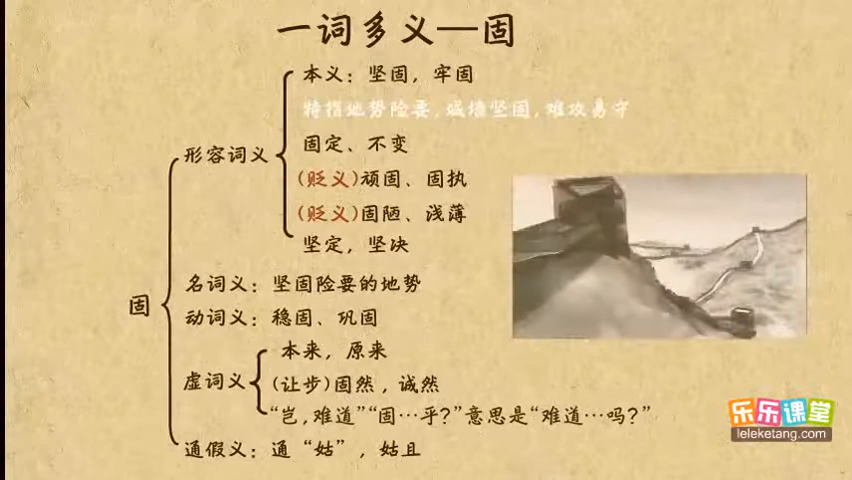 一词多义—固
本义：坚固，牢固
特指地势险要，城墙坚固，难攻易守
固定、不变
形容词义
(贬义)顽固、固执
(贬义)固陋、浅薄
坚定，坚决
名词义：坚固险要的地势
固
动词义：稳固、巩固
本来，原来
虚词义
(让步)固然，诚然
“岂，难道”“固…乎？”意思是“难道…吗？”
通假义：通“姑”，姑且
乐乐课堂
leleketang.com